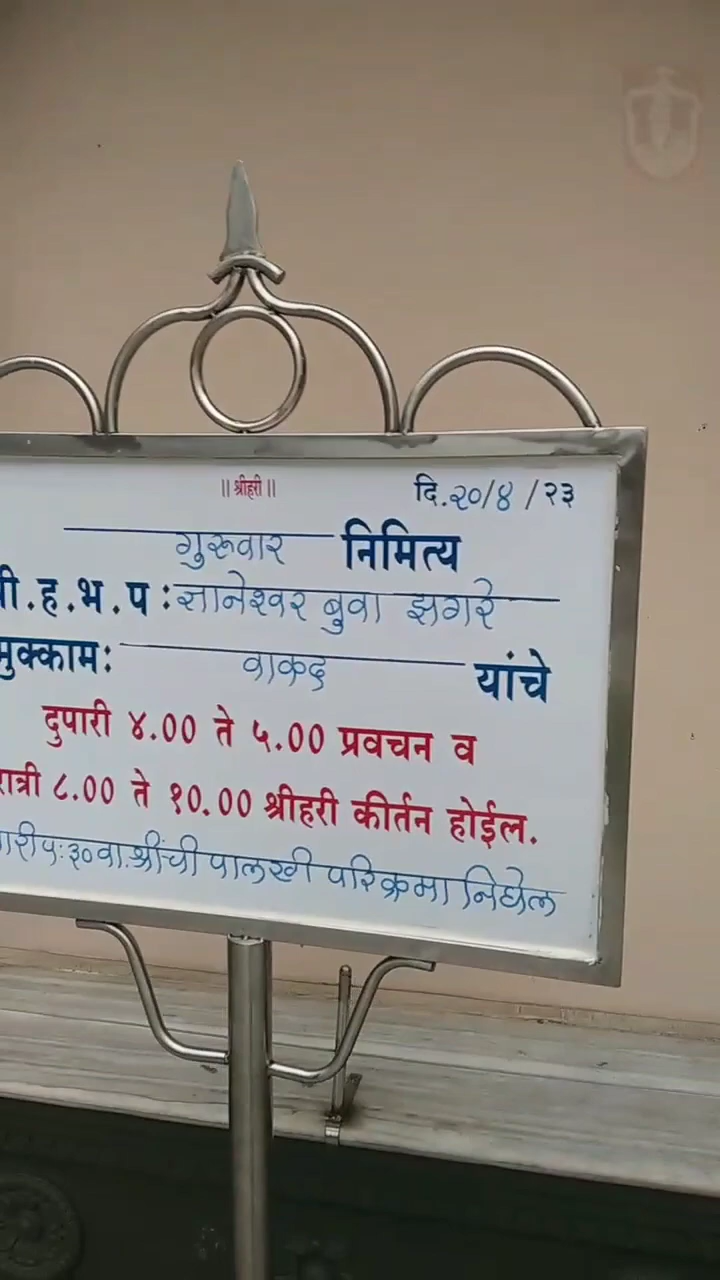 ॥ श्रीहरी ॥
दि.२०/४/२३
गुरूवार निमित्य
ह.भ.प : ज्ञानेश्वर बुवा झगरे
मुक्काम: वाकद यांचे
दुपारी ४.00 ते ५.00 प्रवचन व
रात्री ८.00 ते १०.00 श्रीहरी कीर्तन होईल.
५:३०वा.श्रींची पालखी परिक्रमा निघेल